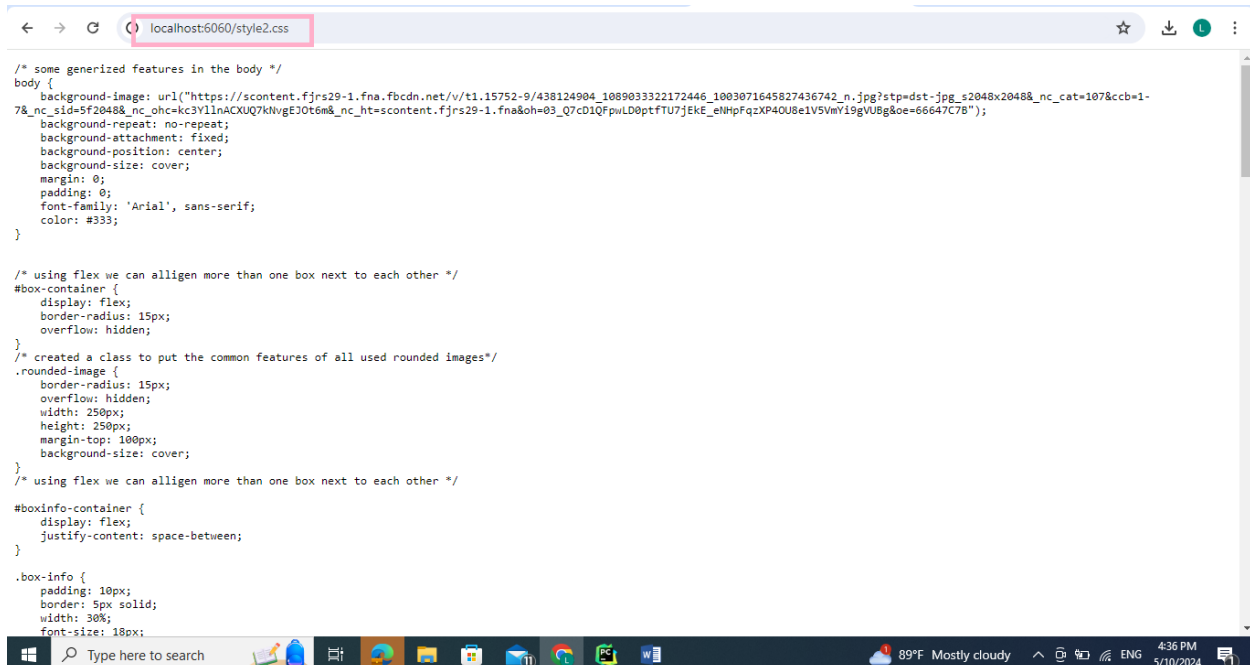 localhost:6060/style2.css
L
/* some generized features in the body */
body {
    background-image: url("https://scontent.fjrs29-1.fna.fbcdn.net/v/t1.15752-9/438124904_1089033322172446_1003071645827436742_n.jpg?stp=dst-jpg_s2048x2048&_nc_cat=107&ccb=1-
7&_nc_sid=5f2048&_nc_ohc=kc3YllnACXUQ7kNvgEJOt6m&_nc_ht=scontent.fjrs29-1.fna&oh=03_Q7cD1QFpwLD0ptfTU7jEkE_eNHpFqzXP4OU8e1V5VmYi9gVUBg&oe=66647C7B");
    background-repeat: no-repeat;
    background-attachment: fixed;
    background-position: center;
    background-size: cover;
    margin: 0;
    padding: 0;
    font-family: 'Arial', sans-serif;
    color: #333;
}
/* using flex we can alligen more than one box next to each other */
#box-container {
    display: flex;
    border-radius: 15px;
    overflow: hidden;
}
/* created a class to put the common features of all used rounded images*/
.rounded-image {
    border-radius: 15px;
    overflow: hidden;
    width: 250px;
    height: 250px;
    margin-top: 100px;
    background-size: cover;
}
/* using flex we can alligen more than one box next to each other */
#boxinfo-container {
    display: flex;
    justify-content: space-between;
}
.box-info {
    padding: 10px;
    border: 5px solid;
    width: 30%;
    font-size: 18px;
Type here to search
11
PC
W
1
89°F Mostly cloudy
ENG
4:36 PM
5/10/2024